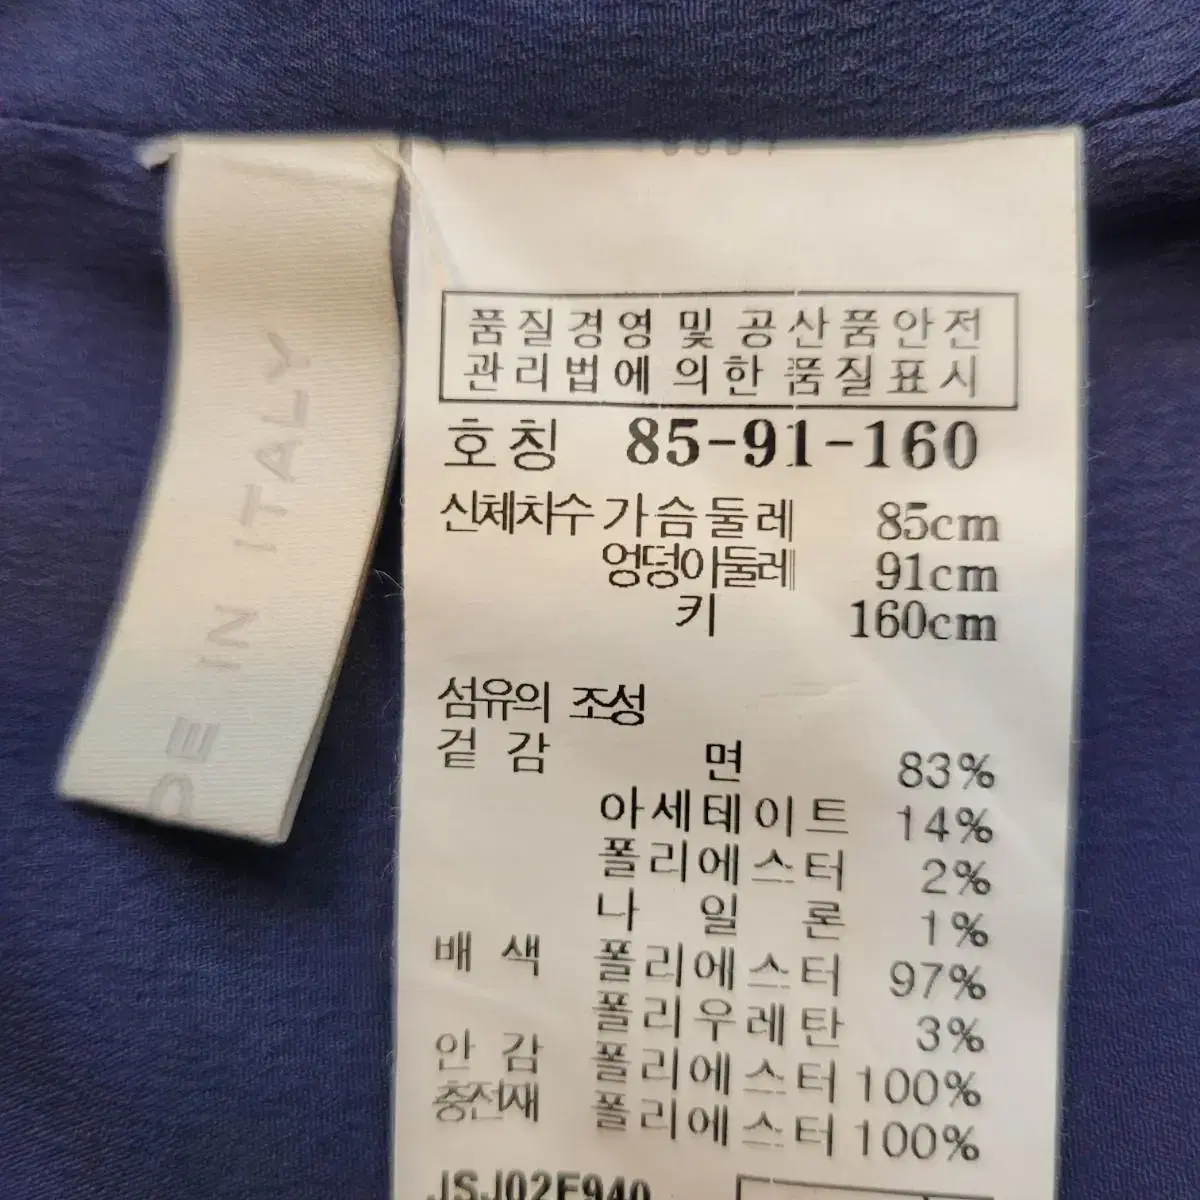 품질경영 및 공산품안전
관리법에 의한 품질표시
호칭 85-91-160
신체치수 가슴둘레 85cm
엉덩이둘레 91cm
키 160cm
섬유의 조성
겉감 면 83%
아세테이트 14%
폴리에스터 2%
나일론 1%
배색 폴리에스터 97%
폴리우레탄 3%
안감 폴리에스터 100%
충전재 폴리에스터 100%
JSJ02F940
DE IN ITALY